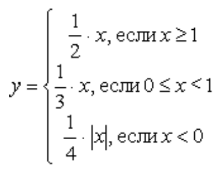 1/2 · x, если x ≥ 1
y = { 1/3 · x, если 0 ≤ x < 1
1/4 · |x|, если x < 0